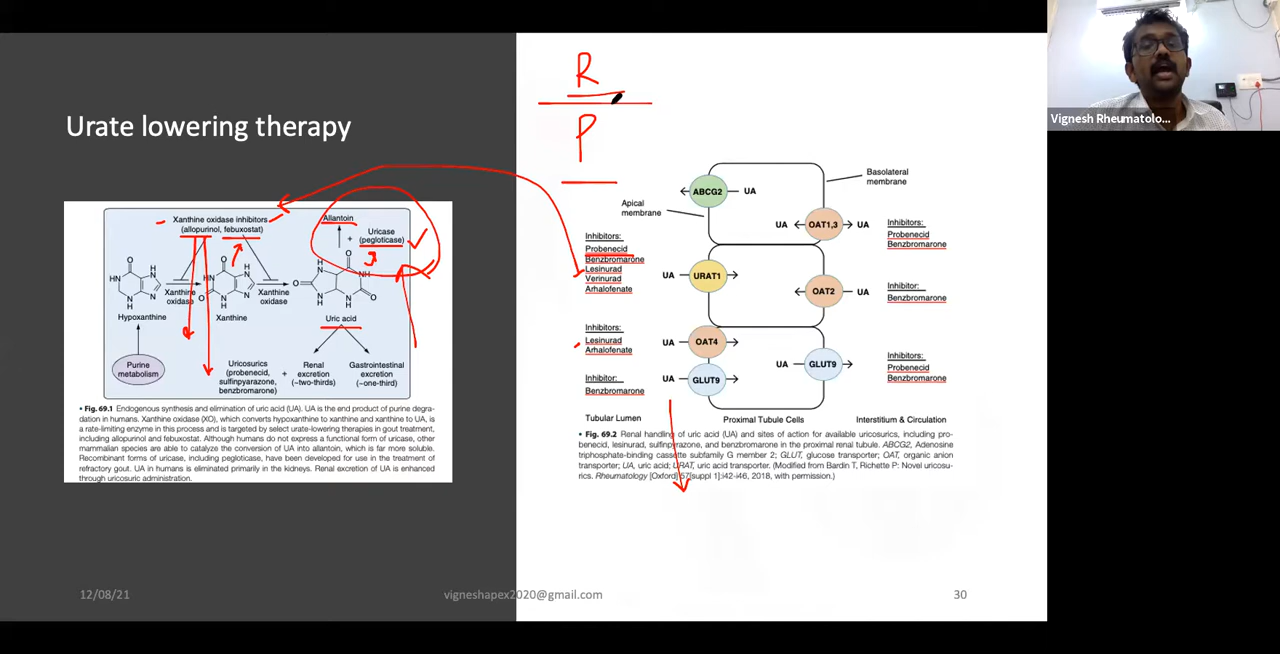 Urate lowering therapy
R
P
Vignesh Rheumatolo...
Xanthine oxidase inhibitors
(allopurinol, febuxostat)
Allantoin
+
Uricase
(pegloticase)
HN
N
N
H
N
O
HN
N
H
H
N
N
O
HN
O
N
H
O
NH
N
H
O
Xanthine
oxidase
Xanthine
oxidase
Hypoxanthine
Xanthine
Uric acid
Purine
metabolism
Uricosurics
(probenecid,
sulfinpyrazone,
benzbromarone)
+
Renal
excretion
(~two-thirds)
Gastrointestinal
excretion
(~one-third)
• Fig. 69.1 Endogenous synthesis and elimination of uric acid (UA). UA is the end product of purine degra-
dation in humans. Xanthine oxidase (XO), which converts hypoxanthine to xanthine and xanthine to UA, is
a rate-limiting enzyme in this process and is targeted by select urate-lowering therapies in gout treatment,
including allopurinol and febuxostat. Although humans do not express a functional form of uricase, other
mammalian species are able to catalyze the conversion of UA into allantoin, which is far more soluble.
Recombinant forms of uricase, including pegloticase, have been developed for use in the treatment of
refractory gout. UA in humans is eliminated primarily in the kidneys. Renal excretion of UA is enhanced
through uricosuric administration.
ABCG2
UA
Basolateral
membrane
Apical
membrane
UA
OAT1,3
UA
Inhibitors:
Probenecid
Benzbromarone
Inhibitors:
Probenecid
Benzbromarone
Lesinurad
Verinurad
Arhalofenate
UA
URAT1
OAT2
UA
Inhibitor:
Benzbromarone
Inhibitors:
Lesinurad
Arhalofenate
UA
OAT4
Inhibitor:
Benzbromarone
UA
GLUT9
UA
GLUT9
UA
Inhibitors:
Probenecid
Benzbromarone
Tubular Lumen
Proximal Tubule Cells
Interstitium & Circulation
• Fig. 69.2 Renal handling of uric acid (UA) and sites of action for available uricosurics, including pro-
benecid, lesinurad, sulfinpyrazone, and benzbromarone in the proximal renal tubule. ABCG2, Adenosine
triphosphate-binding cassette subfamily G member 2; GLUT, glucose transporter; OAT, organic anion
transporter; UA, uric acid; URAT, uric acid transporter. (Modified from Bardin T, Richette P: Novel uricosu-
rics. Rheumatology [Oxford] 57[suppl 1]:i42-i46, 2018, with permission.)
12/08/21
vigneshapex2020@gmail.com
30